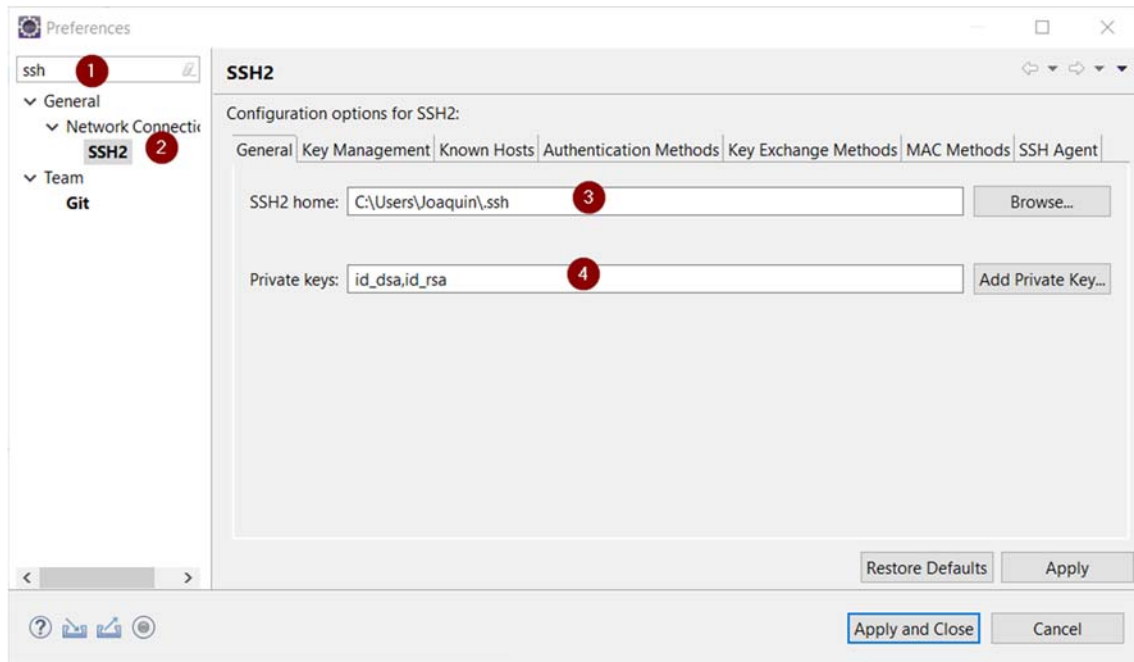 Preferences
ssh
1
General
Network Connectic
SSH2
2
Team
Git
SSH2
Configuration options for SSH2:
General Key Management Known Hosts Authentication Methods Key Exchange Methods MAC Methods SSH Agent
SSH2 home: C:\Users\Joaquin\.ssh 3 Browse...
Private keys: id_dsa,id_rsa 4 Add Private Key...
Restore Defaults Apply
Apply and Close Cancel